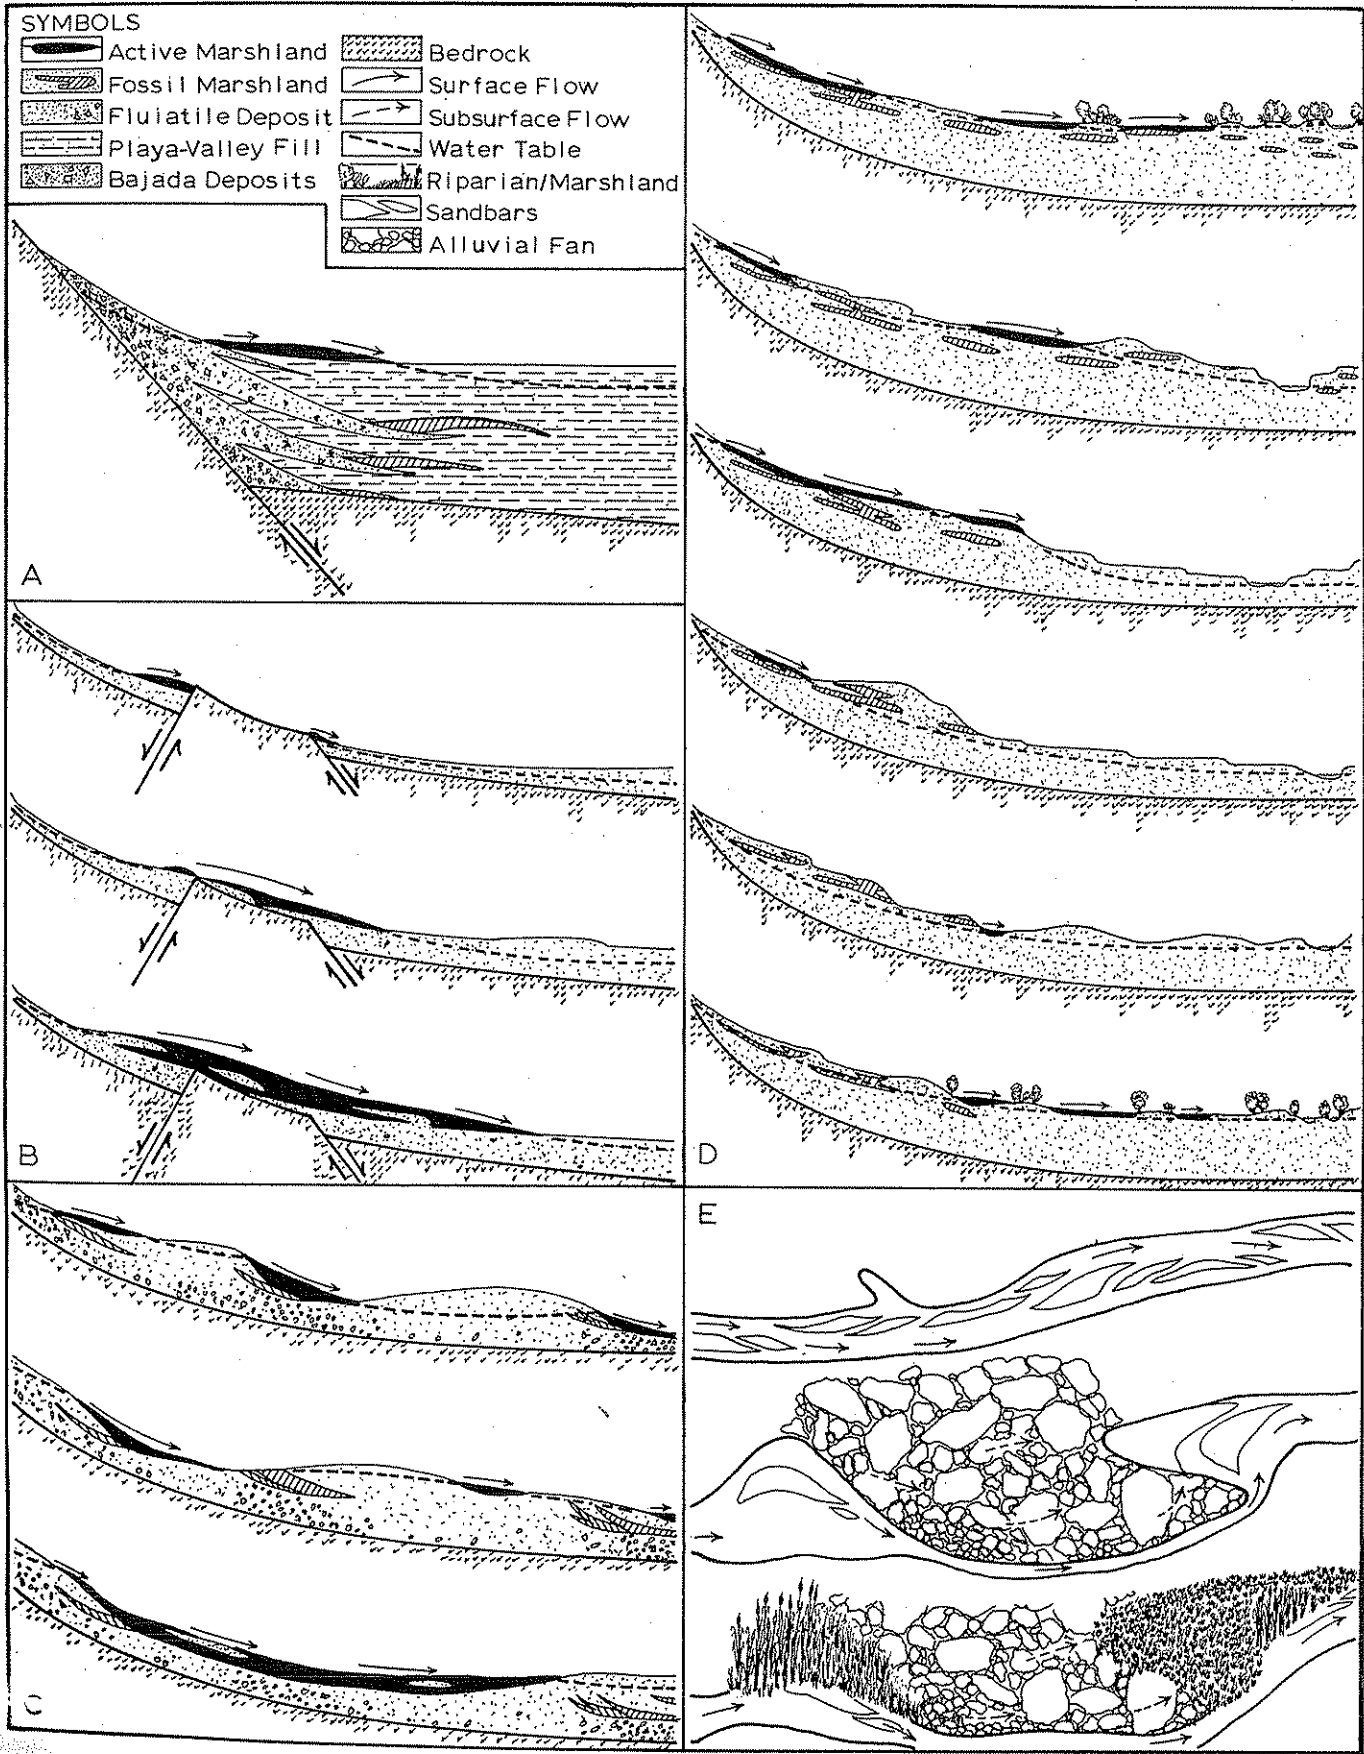 SYMBOLS
Active Marshland
Fossil Marshland
Fluiatile Deposit
Playa-Valley Fill
Bajada Deposits
Bedrock
Surface Flow
Subsurface Flow
Water Table
Riparian/Marshland
Sandbars
Alluvial Fan
A
B
C
D
E